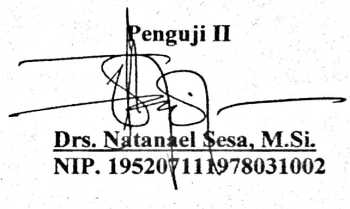 Penguji II
Drs. Natanael Sesa, M.Si.
NIP. 195207111978031002